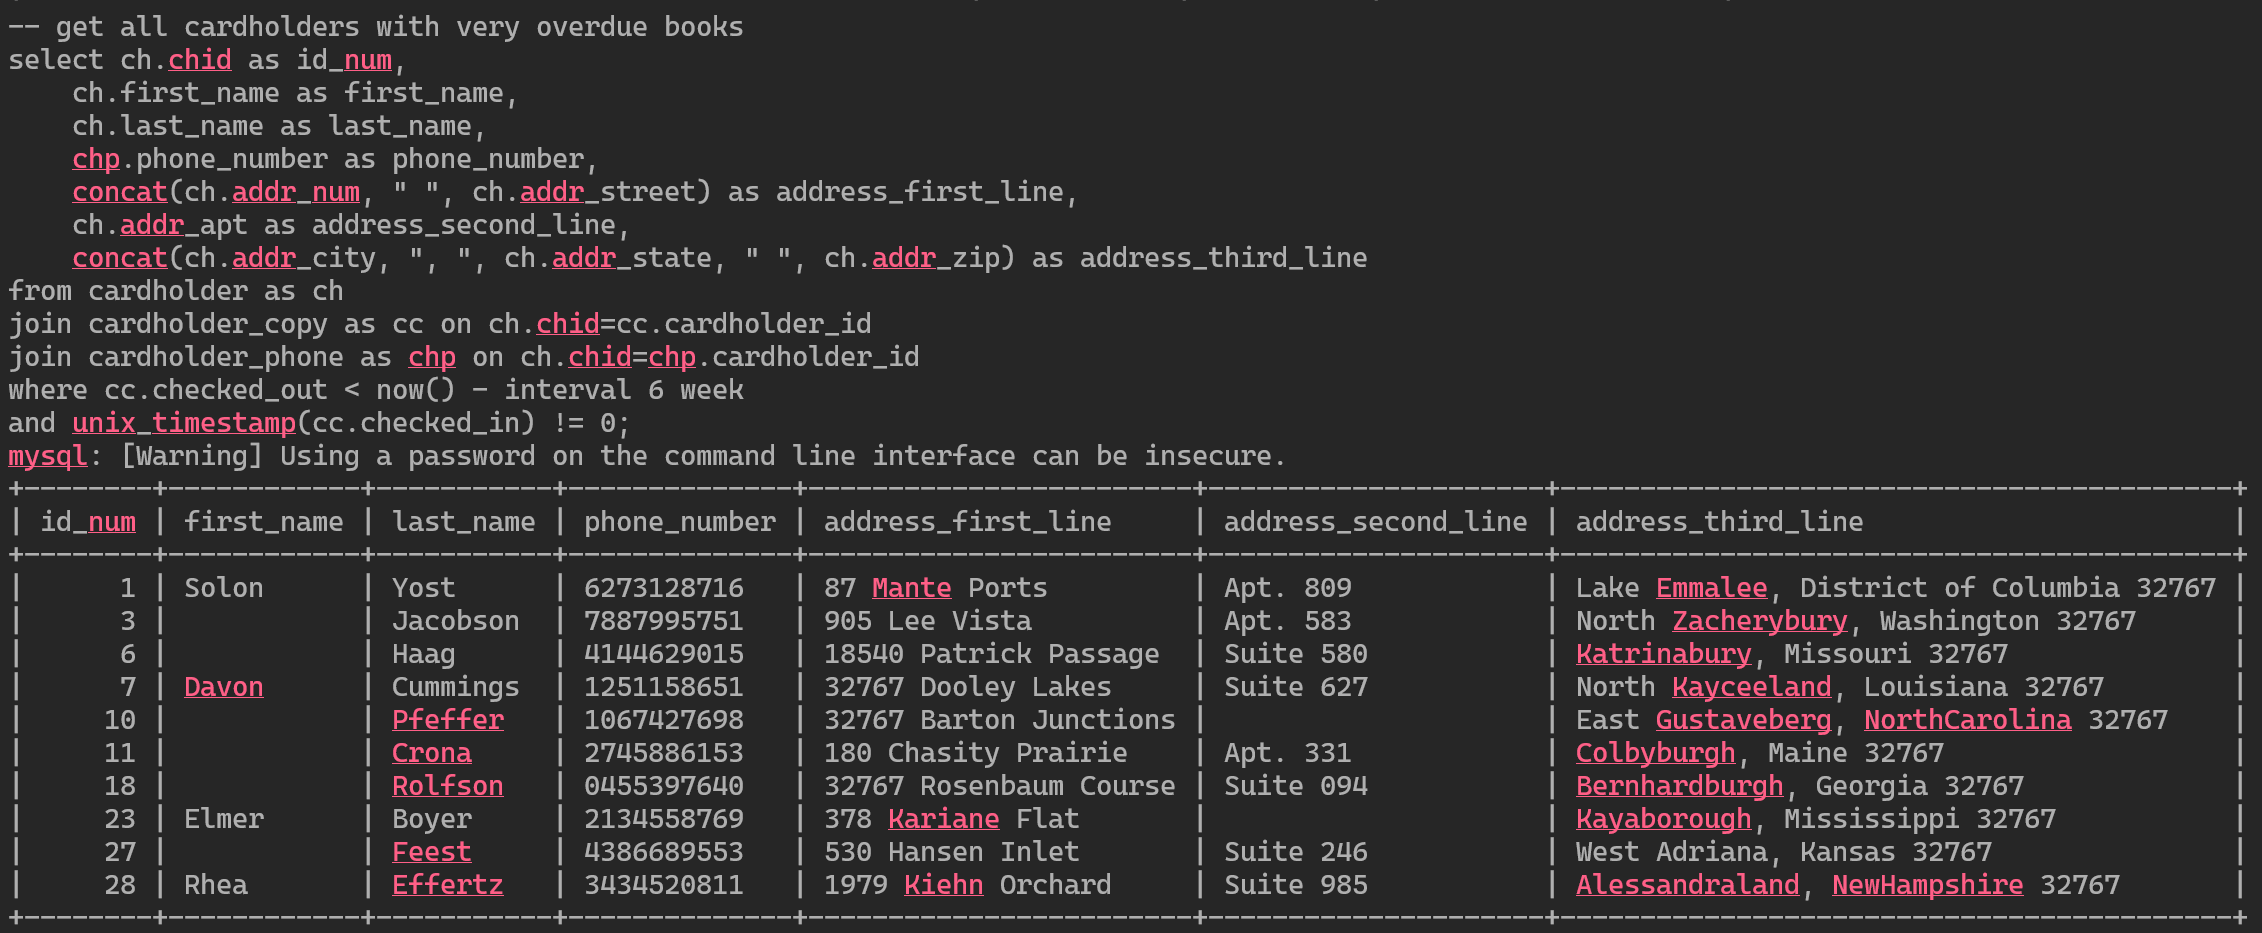 -- get all cardholders with very overdue books
select ch.chid as id_num,
    ch.first_name as first_name,
    ch.last_name as last_name,
    chp.phone_number as phone_number,
    concat(ch.addr_num, " ", ch.addr_street) as address_first_line,
    ch.addr_apt as address_second_line,
    concat(ch.addr_city, ", ", ch.addr_state, " ", ch.addr_zip) as address_third_line
from cardholder as ch
join cardholder_copy as cc on ch.chid=cc.cardholder_id
join cardholder_phone as chp on ch.chid=chp.cardholder_id
where cc.checked_out < now() - interval 6 week
and unix_timestamp(cc.checked_in) != 0;
mysql: [Warning] Using a password on the command line interface can be insecure.
+--------+------------+-----------+--------------+------------------------+---------------------+------------------------------------------+
| id_num | first_name | last_name | phone_number | address_first_line     | address_second_line | address_third_line                       |
+--------+------------+-----------+--------------+------------------------+---------------------+------------------------------------------+
|      1 | Solon      | Yost      | 6273128716   | 87 Mante Ports         | Apt. 809            | Lake Emmalee, District of Columbia 32767 |
|      3 |            | Jacobson  | 7887995751   | 905 Lee Vista          | Apt. 583            | North Zacherybury, Washington 32767      |
|      6 |            | Haag      | 4144629015   | 18540 Patrick Passage  | Suite 580           | Katrinabury, Missouri 32767              |
|      7 | Davon      | Cummings  | 1251158651   | 32767 Dooley Lakes     | Suite 627           | North Kayceeland, Louisiana 32767        |
|     10 |            | Pfeffer   | 1067427698   | 32767 Barton Junctions |                     | East Gustaveberg, NorthCarolina 32767    |
|     11 |            | Crona     | 2745886153   | 180 Chasity Prairie    | Apt. 331            | Colbyburgh, Maine 32767                  |
|     18 |            | Rolfson   | 0455397640   | 32767 Rosenbaum Course | Suite 094           | Bernhardburgh, Georgia 32767             |
|     23 | Elmer      | Boyer     | 2134558769   | 378 Kariane Flat       |                     | Kayaborough, Mississippi 32767           |
|     27 |            | Feest     | 4386689553   | 530 Hansen Inlet       | Suite 246           | West Adriana, Kansas 32767               |
|     28 | Rhea       | Effertz   | 3434520811   | 1979 Kiehn Orchard     | Suite 985           | Alessandraland, NewHampshire 32767       |
+--------+------------+-----------+--------------+------------------------+---------------------+------------------------------------------+